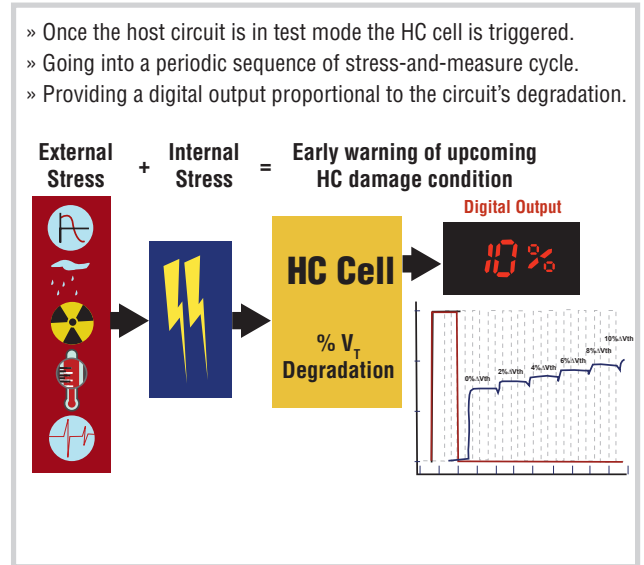 » Once the host circuit is in test mode the HC cell is triggered.
» Going into a periodic sequence of stress-and-measure cycle.
» Providing a digital output proportional to the circuit's degradation.
External Stress + Internal Stress = Early warning of upcoming HC damage condition
Digital Output
10%
HC Cell
% VT
Degradation
0%ΔVth
2%ΔVth
4%ΔVth
6%ΔVth
8%ΔVth
10%ΔVth